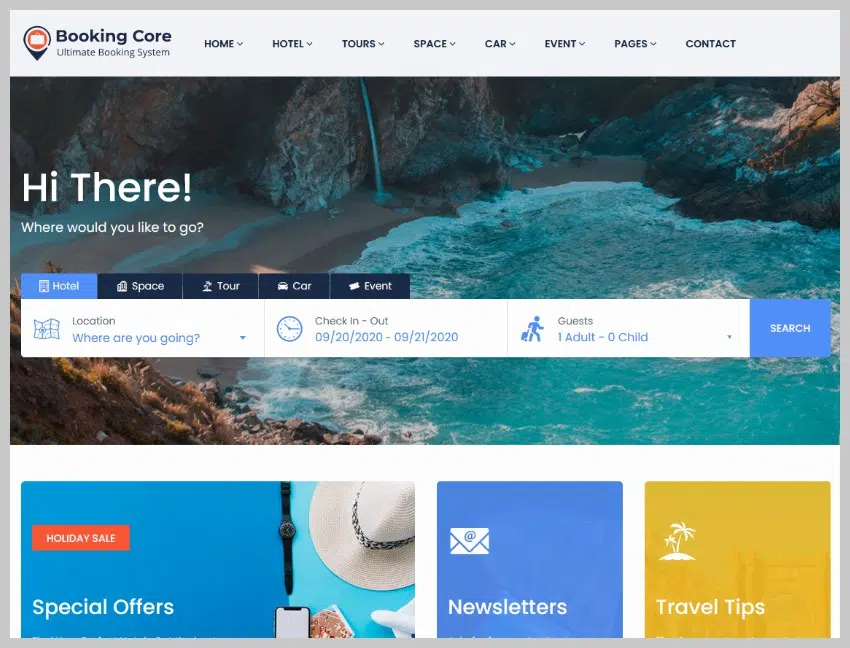 Booking Core
Ultimate Booking System
HOME
HOTEL
TOURS
SPACE
CAR
EVENT
PAGES
CONTACT
Hi There!
Where would you like to go?
Hotel
Space
Tour
Car
Event
Location
Where are you going?
Check In - Out
09/20/2020 - 09/21/2020
Guests
1 Adult - 0 Child
SEARCH
HOLIDAY SALE
Special Offers
@
Newsletters
Travel Tips